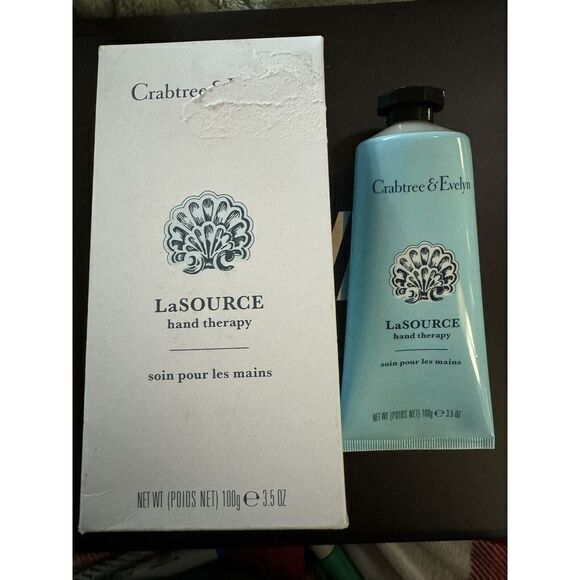 Crabtree &
LaSOURCE
hand therapy
soin pour les mains
NET WT (POIDS NET) 100g e 3.5 OZ
Crabtree & Evelyn
LaSOURCE
hand therapy
soin pour les mains
NET WT (POIDS NET) 100g e 3.5 OZ